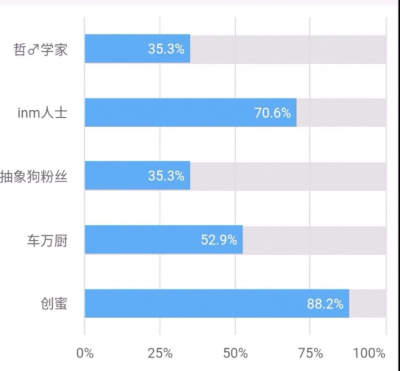 哲♂学家
35.3%
inm人士
70.6%
抽象狗粉丝
35.3%
车万厨
52.9%
创蜜
88.2%
0% 25% 50% 75% 100%